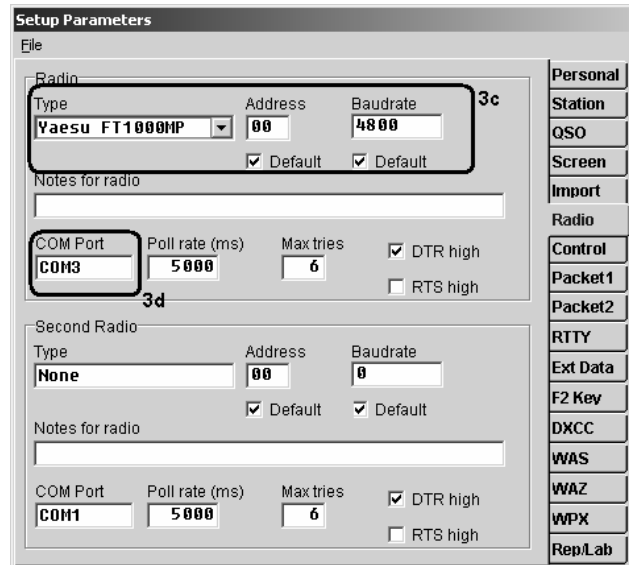 Setup Parameters
File
Radio
Type Address Baudrate 3c
Yaesu FT1000MP 00 4800
Default Default
Notes for radio
COM Port Poll rate (ms) Max tries DTR high
COM3 5000 6 RTS high
3d
Second Radio
Type Address Baudrate
None 00 0
Default Default
Notes for radio
COM Port Poll rate (ms) Max tries DTR high
COM1 5000 6 RTS high
Personal
Station
QSO
Screen
Import
Radio
Control
Packet1
Packet2
RTTY
Ext Data
F2 Key
DXCC
WAS
WAZ
WPX
Rep/Lab